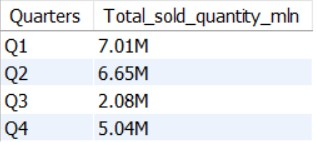 Quarters Total_sold_quantity_mln
Q1 7.01M
Q2 6.65M
Q3 2.08M
Q4 5.04M